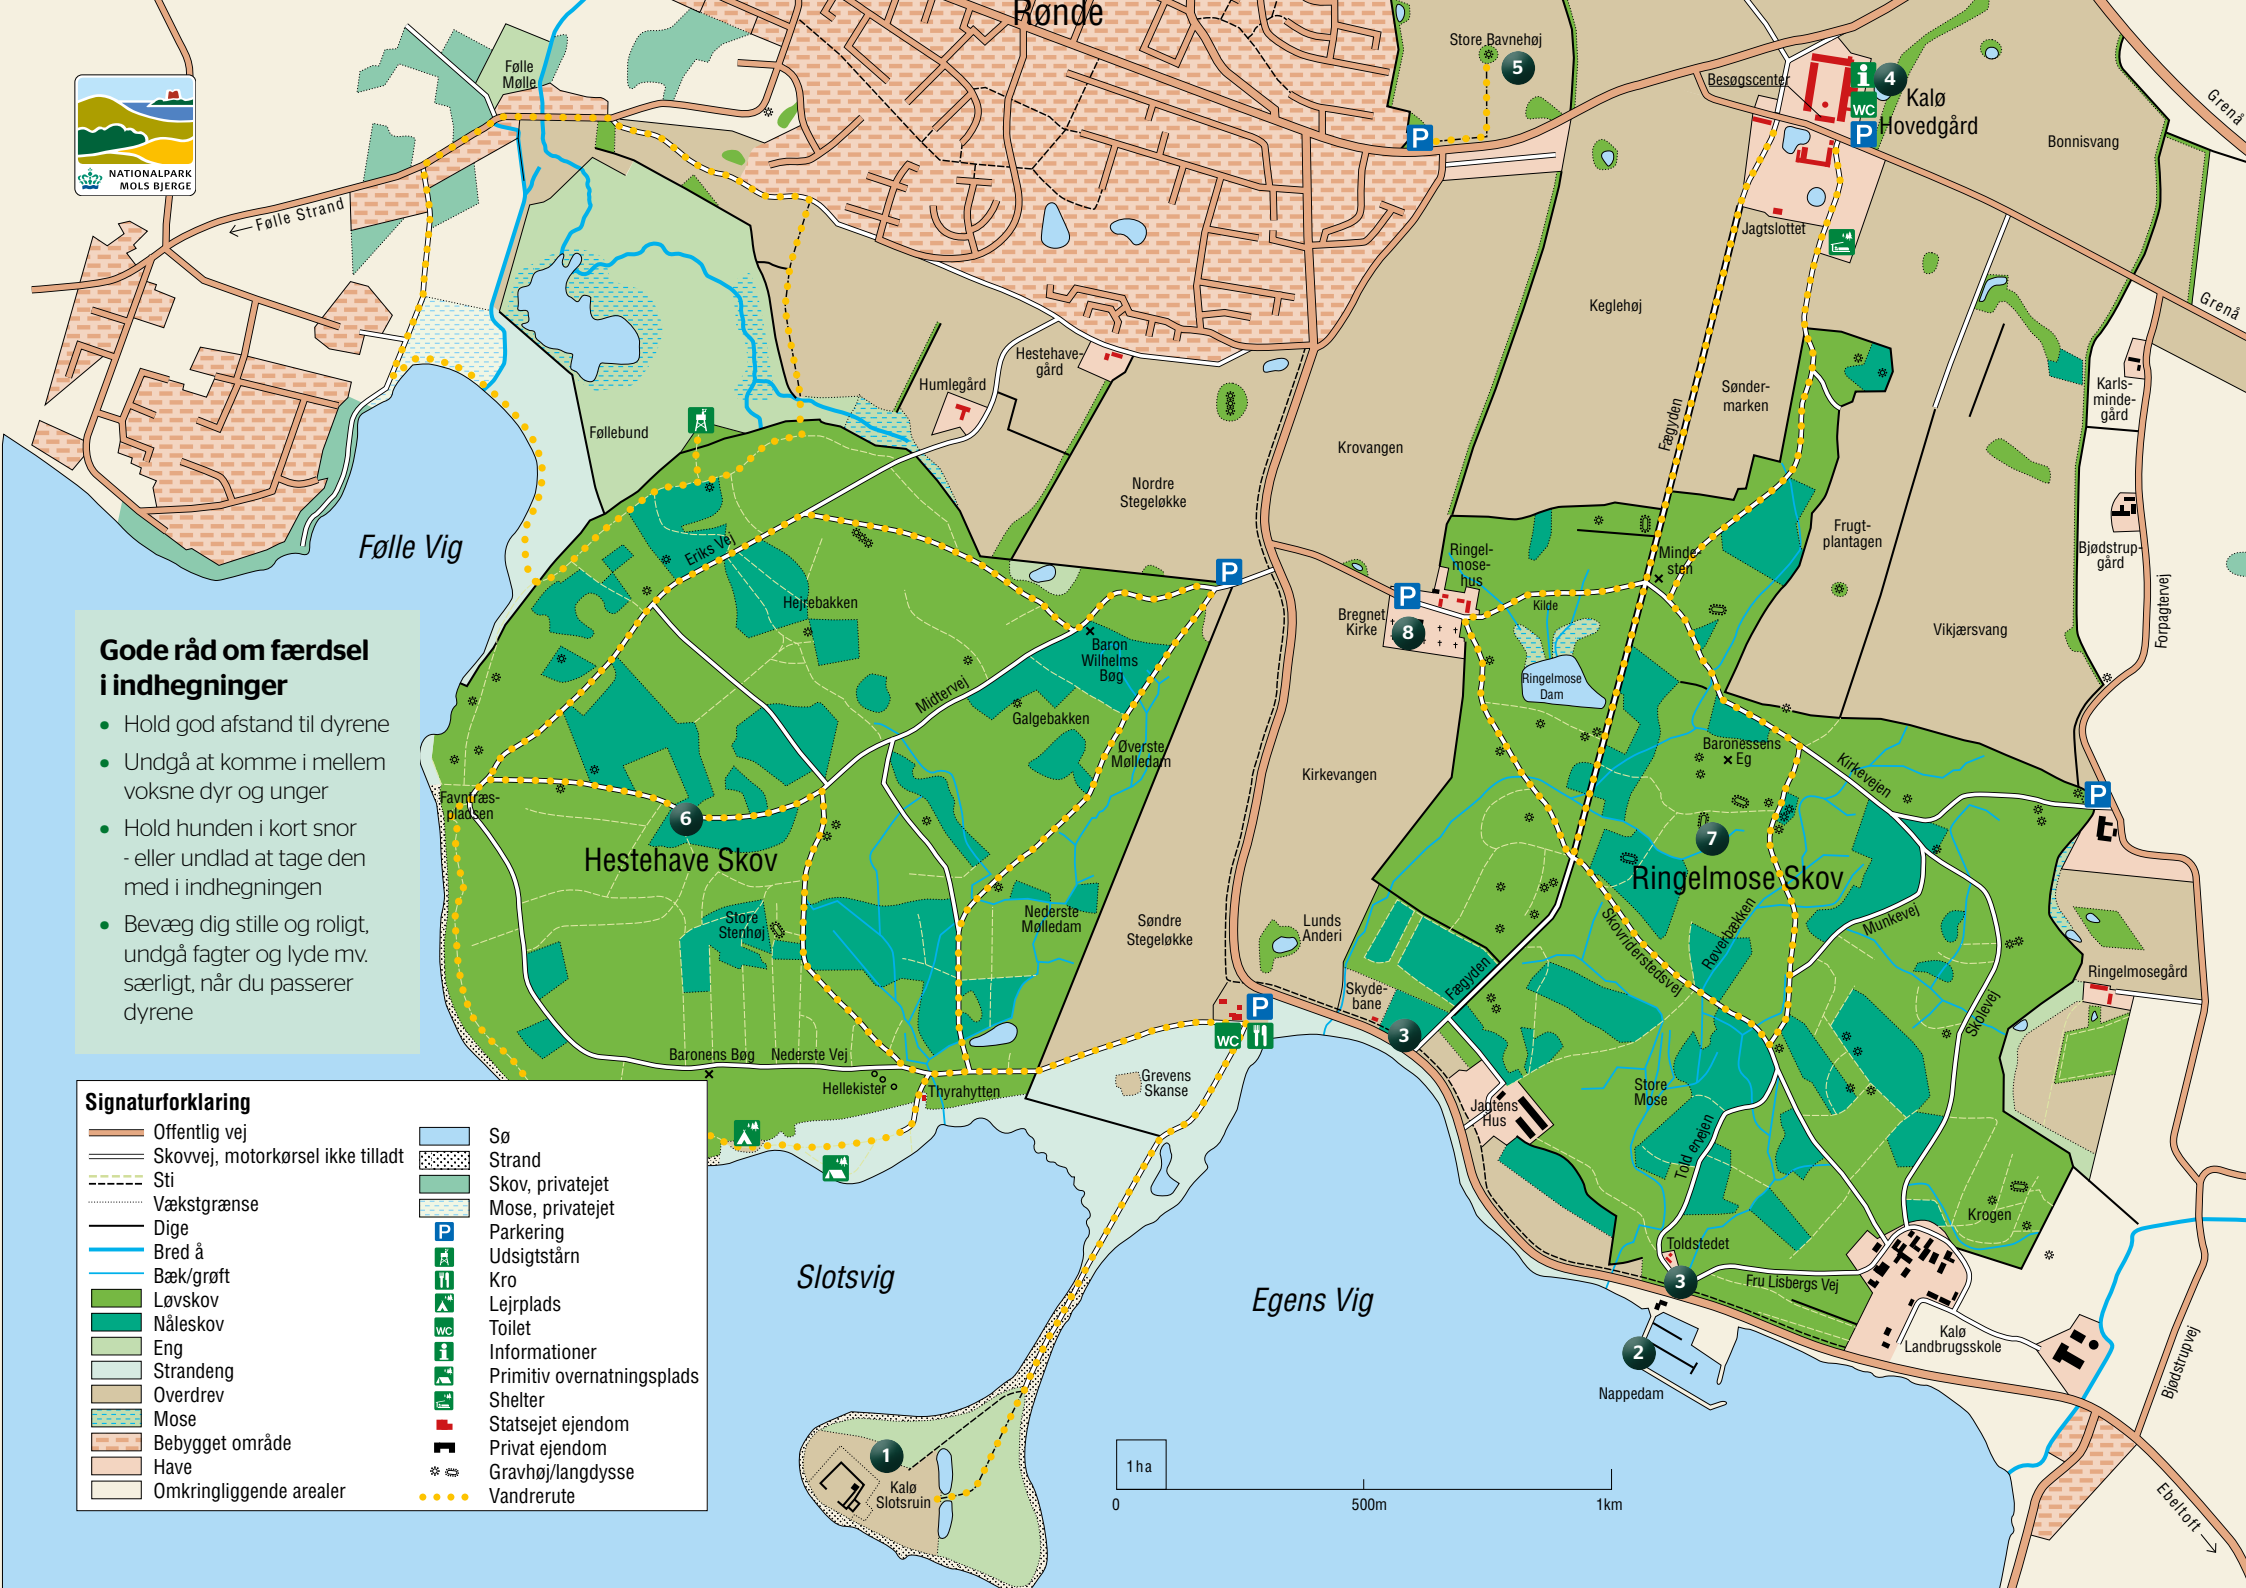 Rønde
Store Bavnehøj
5
Følle
Mølle
Besøgscenter
i
4
WC
P
Kalø
Hovedgård
Grenå
Bonnisvang
P
NATIONALPARK
MOLS BJERGE
Følle Strand
Jagtslottet
Grenå
Keglehøj
Hestehave-
gård
Humlegård
Sønder-
marken
Karls-
minde-
gård
Fægyden
Føllebund
Krovangen
Nordre
Stegeløkke
Frugt-
plantagen
Følle Vig
Eriks Vej
Ringel-
mose-
hus
Minde-
sten
Bjødstrup-
gård
P
P
Hejrebakken
Kilde
Bregnet
Kirke
8
Vikjærsvang
Forpagtervej
Baron
Wilhelms
Bøg
Ringelmose
Dam
Midtervej
Galgebakken
Øverste
Mølledam
Baronessens
Eg
Kirkevangen
Kirkevejen
P
Favntræs-
pladsen
6
7
Hestehave Skov
Ringelmose Skov
Store
Stenhøj
Nederste
Mølledam
Søndre
Stegeløkke
Lunds
Anderi
Skovriderstedsvej
Røverbækken
Munkevej
Ringelmosegård
Skyde-
bane
Fægyden
Skolevej
P
WC
3
Baronens Bøg
Nederste Vej
Hellekister
Thyrahytten
Grevens
Skanse
Store
Mose
Jagtens
Hus
Toldervejen
Krogen
Toldstedet
3
Fru Lisbergs Vej
Slotsvig
Egens Vig
2
Nappedam
Kalø
Landbrugsskole
Bjødstrupvej
Ebeltoft
1
Kalø
Slotsruin
1 ha
0
500m
1km
Gode råd om færdsel
i indhegninger
• Hold god afstand til dyrene
• Undgå at komme i mellem
voksne dyr og unger
• Hold hunden i kort snor
- eller undlad at tage den
med i indhegningen
• Bevæg dig stille og roligt,
undgå fagter og lyde mv.
særligt, når du passerer
dyrene
Signaturforklaring
Offentlig vej
Skovvej, motorkørsel ikke tilladt
Sti
Vækstgrænse
Dige
Bred å
Bæk/grøft
Løvskov
Nåleskov
Eng
Strandeng
Overdrev
Mose
Bebygget område
Have
Omkringliggende arealer
Sø
Strand
Skov, privatejet
Mose, privatejet
P Parkering
Udsigtstårn
Kro
Lejrplads
WC Toilet
i Informationer
Primitiv overnatningsplads
Shelter
Statsejet ejendom
Privat ejendom
Gravhøj/langdysse
Vandrerute